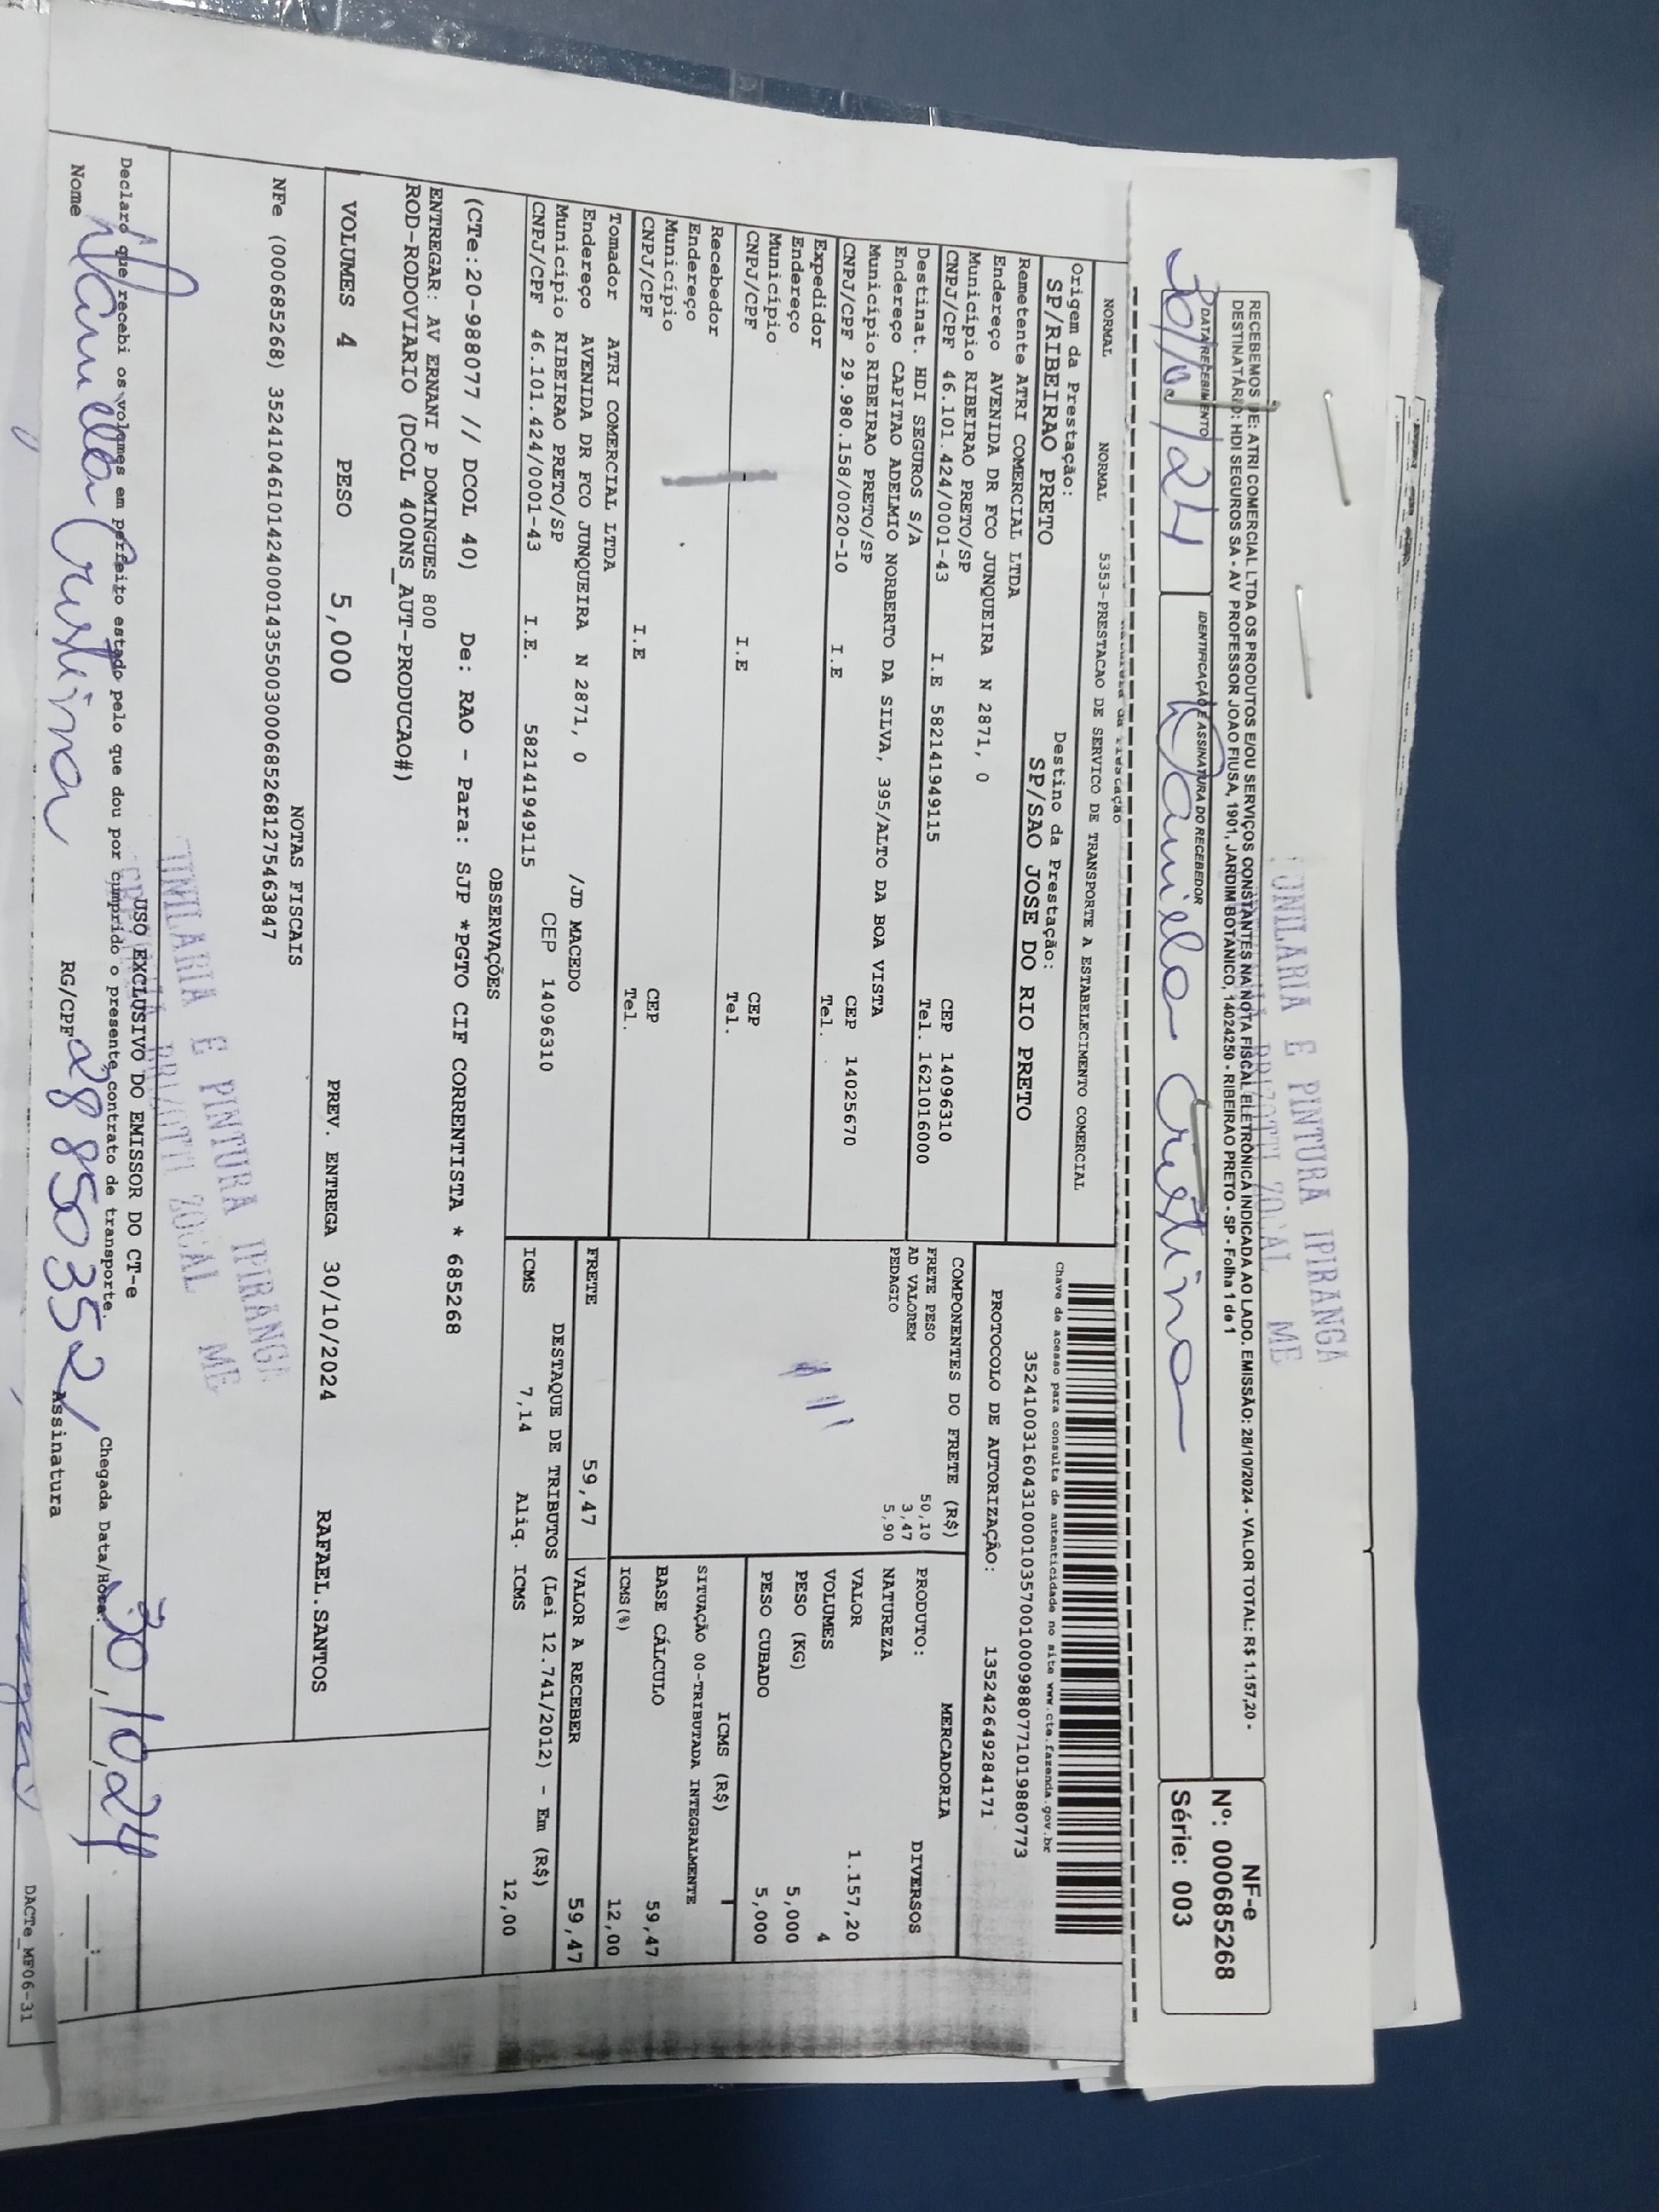 FUNILARIA E PINTURA IPIRANGA
PRIZOTTI ZOCAL ME
RECEBEMOS DE: ATRI COMERCIAL LTDA OS PRODUTOS E/OU SERVIÇOS CONSTANTES NA NOTA FISCAL ELETRÔNICA INDICADA AO LADO. EMISSÃO: 28/10/2024 - VALOR TOTAL: R$ 1.157,20 -
DESTINATÁRIO: HDI SEGUROS SA - AV PROFESSOR JOAO FIUSA, 1901, JARDIM BOTANICO, 14024250 - RIBEIRAO PRETO - SP - Folha 1 de 1
NF-e
Nº: 000685268
Série: 003
DATA RECEBIMENTO
30/10/24
IDENTIFICAÇÃO E ASSINATURA DO RECEBEDOR
Camila Cristina
NORMAL NORMAL 5353-PRESTACAO DE SERVICO DE TRANSPORTE A ESTABELECIMENTO COMERCIAL
Origem da Prestação: Destino da Prestação:
SP/RIBEIRAO PRETO SP/SAO JOSE DO RIO PRETO
Remetente ATRI COMERCIAL LTDA
Endereço AVENIDA DR FCO JUNQUEIRA N 2871, 0
Município RIBEIRAO PRETO/SP CEP 14096310
CNPJ/CPF 46.101.424/0001-43 I.E 582141949115 Tel. 1621016000
Destinat. HDI SEGUROS S/A
Endereço CAPITAO ADELMIO NORBERTO DA SILVA, 395/ALTO DA BOA VISTA
Município RIBEIRAO PRETO/SP CEP 14025670
CNPJ/CPF 29.980.158/0020-10 I.E Tel.
Expedidor
Endereço
Município CEP
CNPJ/CPF I.E Tel.
Recebedor
Endereço
Município CEP
CNPJ/CPF I.E Tel.
Tomador ATRI COMERCIAL LTDA
Endereço AVENIDA DR FCO JUNQUEIRA N 2871, 0 /JD MACEDO
Município RIBEIRAO PRETO/SP CEP 14096310
CNPJ/CPF 46.101.424/0001-43 I.E. 582141949115
Chave de acesso para consulta de autenticidade no site www.cte.fazenda.gov.br
35241003160431000103570010009880771019880773
PROTOCOLO DE AUTORIZAÇÃO: 135242649284171
COMPONENTES DO FRETE (R$)
FRETE PESO 50,10
AD VALOREM 3,47
PEDAGIO 5,90
MERCADORIA
PRODUTO: DIVERSOS
NATUREZA
VALOR 1.157,20
VOLUMES 4
PESO (KG) 5,000
PESO CUBADO 5,000
ICMS (R$)
SITUAÇÃO 00-TRIBUTADA INTEGRALMENTE
BASE CÁLCULO 59,47
ICMS(%) 12,00
FRETE 59,47 VALOR A RECEBER 59,47
DESTAQUE DE TRIBUTOS (Lei 12.741/2012) - Em (R$)
ICMS 7,14 Aliq. ICMS 12,00
OBSERVAÇÕES
(CTe:20-988077 // DCOL 40) De: RAO - Para: SJP *PGTO CIF CORRENTISTA * 685268
ENTREGAR: AV ERNANI P DOMINGUES 800
ROD-RODOVIARIO (DCOL 400NS_AUT-PRODUCAO#)
VOLUMES 4 PESO 5,000 PREV. ENTREGA 30/10/2024 RAFAEL.SANTOS
NOTAS FISCAIS
NFe (000685268) 35241046101424000143550030006852681275463847
FUNILARIA E PINTURA IPIRANGA
PRIZOTTI ZOCAL ME
USO EXCLUSIVO DO EMISSOR DO CT-e
Declaro que recebi os volumes em perfeito estado pelo que dou por cumprido o presente contrato de transporte. Chegada Data/Hora: 30/10/24
Nome Camila Cristina RG/CPF 288503521 Assinatura
DACTe_MF06-31